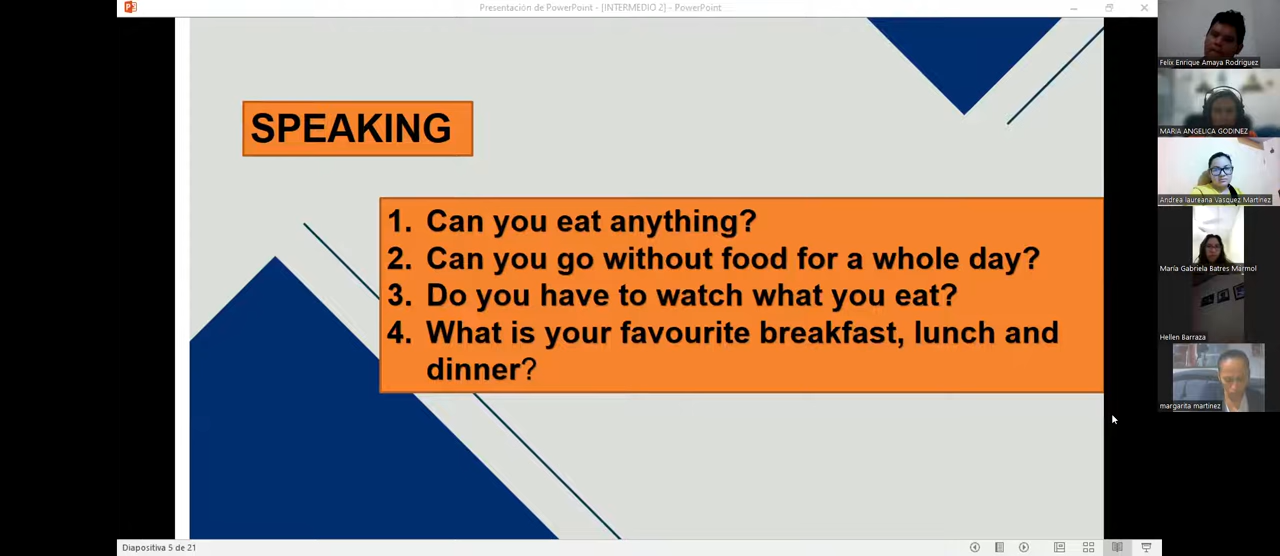 Presentación de PowerPoint - [INTERMEDIO 2] - PowerPoint
SPEAKING
1. Can you eat anything?
2. Can you go without food for a whole day?
3. Do you have to watch what you eat?
4. What is your favourite breakfast, lunch and
dinner?
Felix Enrique Amaya Rodriguez
MARIA ANGELICA GODINEZ
Andrea laureana Vasquez Martinez
María Gabriela Batres Marmol
Hellen Barraza
margarita martinez
Diapositiva 5 de 21